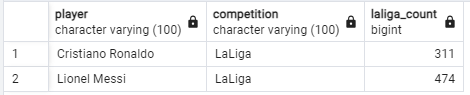 player competition laliga_count
character varying (100) character varying (100) bigint
1 Cristiano Ronaldo LaLiga 311
2 Lionel Messi LaLiga 474